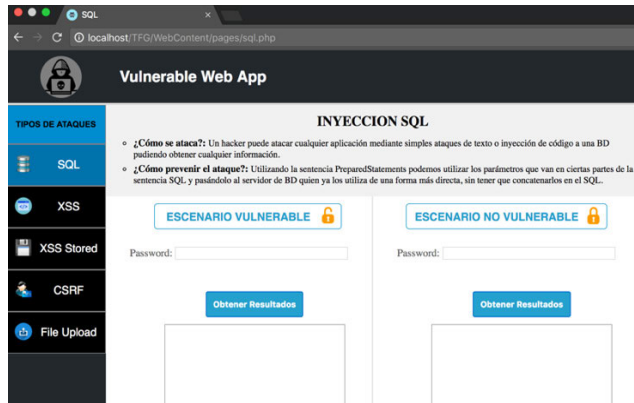 SQL
localhost/TFG/WebContent/pages/sql.php
Vulnerable Web App
TIPOS DE ATAQUES
SQL
XSS
XSS Stored
CSRF
File Upload
INYECCION SQL
¿Cómo se ataca?: Un hacker puede atacar cualquier aplicación mediante simples ataques de texto o inyección de código a una BD
pudiendo obtener cualquier información.
¿Cómo prevenir el ataque?: Utilizando la sentencia PreparedStatements podemos utilizar los parámetros que van en ciertas partes de la
sentencia SQL y pasándolo al servidor de BD quien ya los utiliza de una forma más directa, sin tener que concatenarlos en el SQL.
ESCENARIO VULNERABLE
Password:
Obtener Resultados
ESCENARIO NO VULNERABLE
Password:
Obtener Resultados